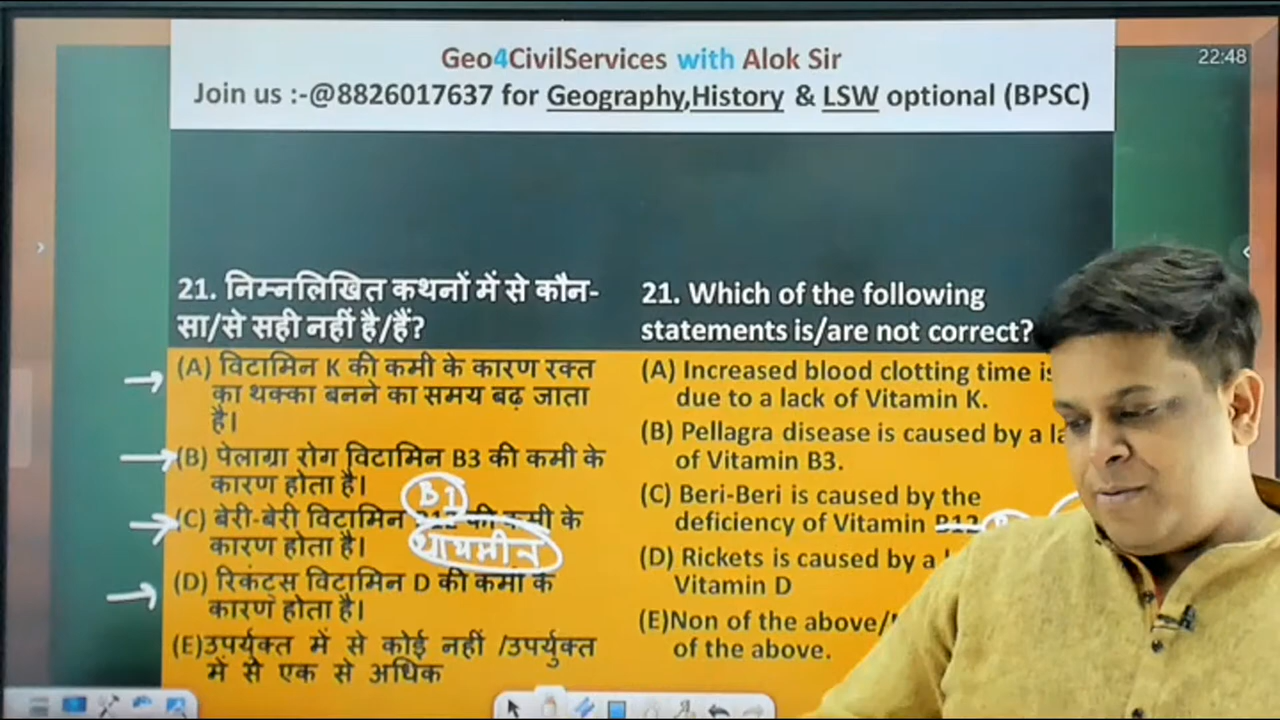 Geo4CivilServices with Alok Sir
22:48
Join us :-@8826017637 for Geography,History & LSW optional (BPSC)
21. निम्नलिखित कथनों में से कौन-
सा/से सही नहीं है/हैं?
(A) विटामिन K की कमी के कारण रक्त
का थक्का बनने का समय बढ़ जाता
है।
(B) पेलाग्रा रोग विटामिन B3 की कमी के
कारण होता है।
B1
(C) बेरी-बेरी विटामिन की कमी के
कारण होता है।
थायमीन
(D) रिकेट्स विटामिन D की कमी के
कारण होता है।
(E)उपर्युक्त में से कोई नहीं /उपर्युक्त
में से एक से अधिक
21. Which of the following
statements is/are not correct?
(A) Increased blood clotting time is
due to a lack of Vitamin K.
(B) Pellagra disease is caused by a
of Vitamin B3.
(C) Beri-Beri is caused by the
deficiency of Vitamin B12
(D) Rickets is caused by a
Vitamin D
(E)Non of the above/
of the above.